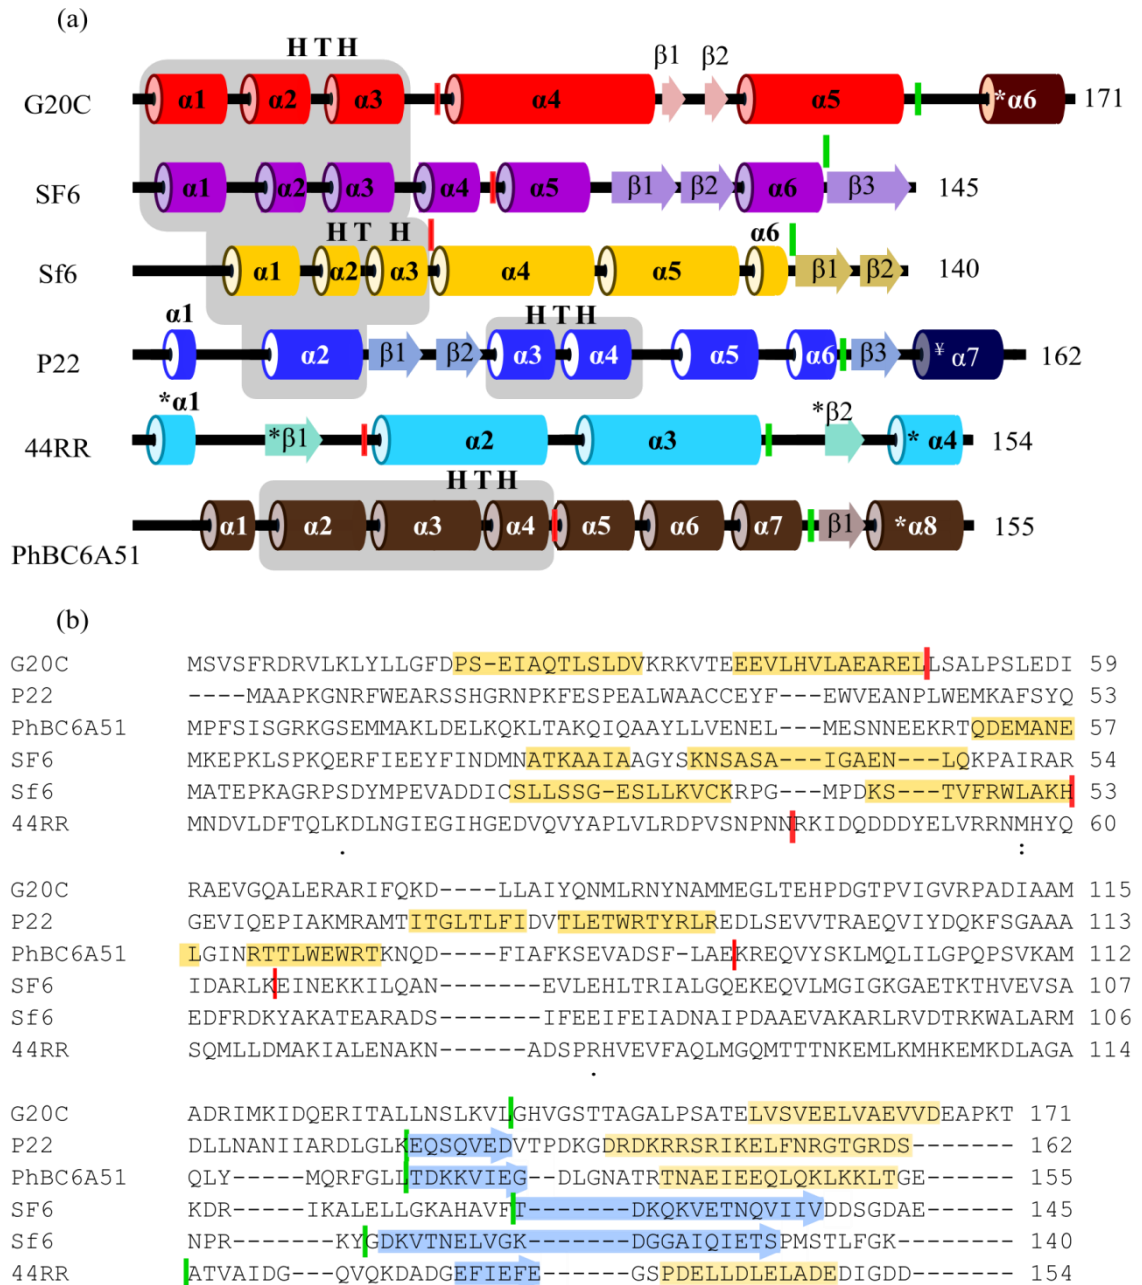 (a)
H T H
G20C α1 α2 α3 α4 β1 β2 α5 *α6 171
SF6 α1 α2 α3 α4 α5 β1 β2 α6 β3 145
H T H
Sf6 α1 α2 α3 α4 α5 α6 β1 β2 140
H T H
P22 α1 α2 β1 β2 α3 α4 α5 α6 β3 ¥α7 162
44RR *α1 *β1 α2 α3 *β2 *α4 154
H T H
PhBC6A51 α1 α2 α3 α4 α5 α6 α7 β1 *α8 155
(b)
G20C MSVSFRDRVLKLYLLGFDPS-EIAQTLSLDVKRKVTEEEVLHVLAEARELLSALPSLEDI 59
P22 ----MAAPKGNRFWEARSSHGRNPKFESPEALWAACCEYF---EWVEANPLWEMKAFSYQ 53
PhBC6A51 MPFSISGRKGSEMMAKLDELKQKLTAKQIQAAYLLVENEL---MESNNEEKRTQDEMANE 57
SF6 MKEPKLSPKQERFIEEYFINDMNATKAAIAAGYSKNSASA---IGAEN---LQKPAIRAR 54
Sf6 MATEPKAGRPSDYMPEVADDICSLLSSG-ESLLKVCKRPG---MPDKS---TVFRWLAKH 53
44RR MNDVLDFTQLKDLNGIEGIHGEDVQVYAPLVLRDPVSNPNNRKIDQDDDYELVRRNMHYQ 60
. :
G20C RAEVGQALERARIFQKD----LLAIYQNMLRNYNAMMEGLTEHPDGTPVIGVRPADIAAM 115
P22 GEVIQEPIAKMRAMTITGLTLFIDVTLETWRTYRLREDLSEVVTRAEQVIYDQKFSGAAA 113
PhBC6A51 LGINRTTLWEWRTKNQD----FIAFKSEVADSF-LAEKREQVYSKLMQLILGPQPSVKAM 112
SF6 IDARLKEINEKKILQAN------EVLEHLTRIALGQEKEQVLMGIGKGAETKTHVEVSA 107
Sf6 EDFRDKYAKATEARADS-------IFEEIFEIADNAIPDAAEVAKARLRVDTRKWALARM 106
44RR SQMLLDMAKIALENAKN------ADSPRHVEVFAQLMGQMTTTNKEMLKMHKEMKDLAGA 114
.
G20C ADRIMKIDQERITALLNSLKVLGHVGSTTAGALPSATELVSVEELVAEVVDEAPKT 171
P22 DLLNANIIARDLGLKEQSQVEDVTPDKGDRDKRRSRIKELFNRGTGRDS------ 162
PhBC6A51 QLY-----MQRFGLLTDKKVIEG--DLGNATRTNAEIEEQLQKLKKLTGE----- 155
SF6 KDR-----IKALELLGKAHAVFT-------DKQKVETNQVIIVDDSGDAE----- 145
Sf6 NPR-------KYGDKVTNELVGK-------DGGAIQIETSPMSTLFGK------- 140
44RR ATVAIDG---QVQKDADGEFIEFE------GSPDELLDLELADEDIGDD------ 154